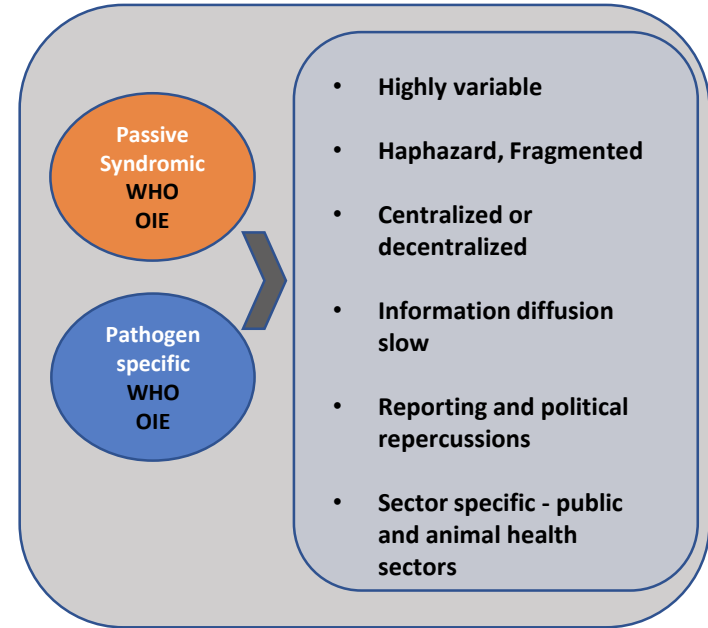 Passive
Syndromic
WHO
OIE
Pathogen
specific
WHO
OIE
• Highly variable
• Haphazard, Fragmented
• Centralized or
decentralized
• Information diffusion
slow
• Reporting and political
repercussions
• Sector specific - public
and animal health
sectors